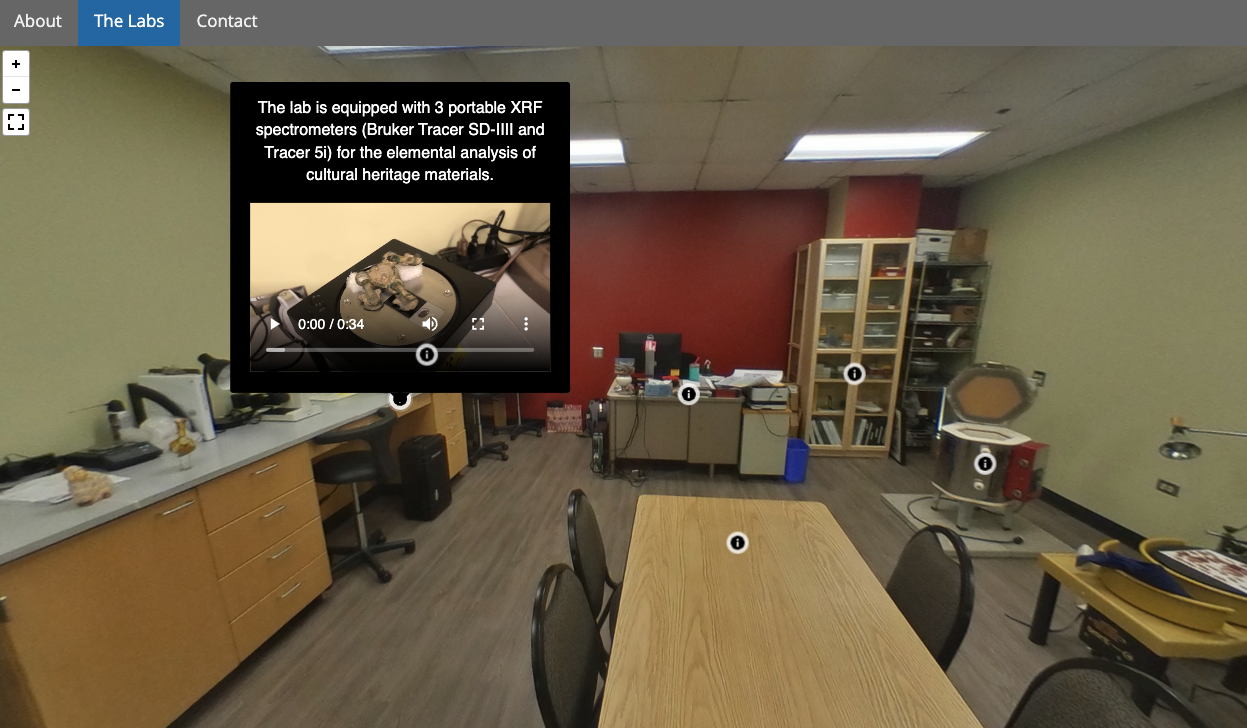 About
The Labs
Contact
+
-
The lab is equipped with 3 portable XRF
spectrometers (Bruker Tracer SD-IIII and
Tracer 5i) for the elemental analysis of
cultural heritage materials.
0:00 / 0:34